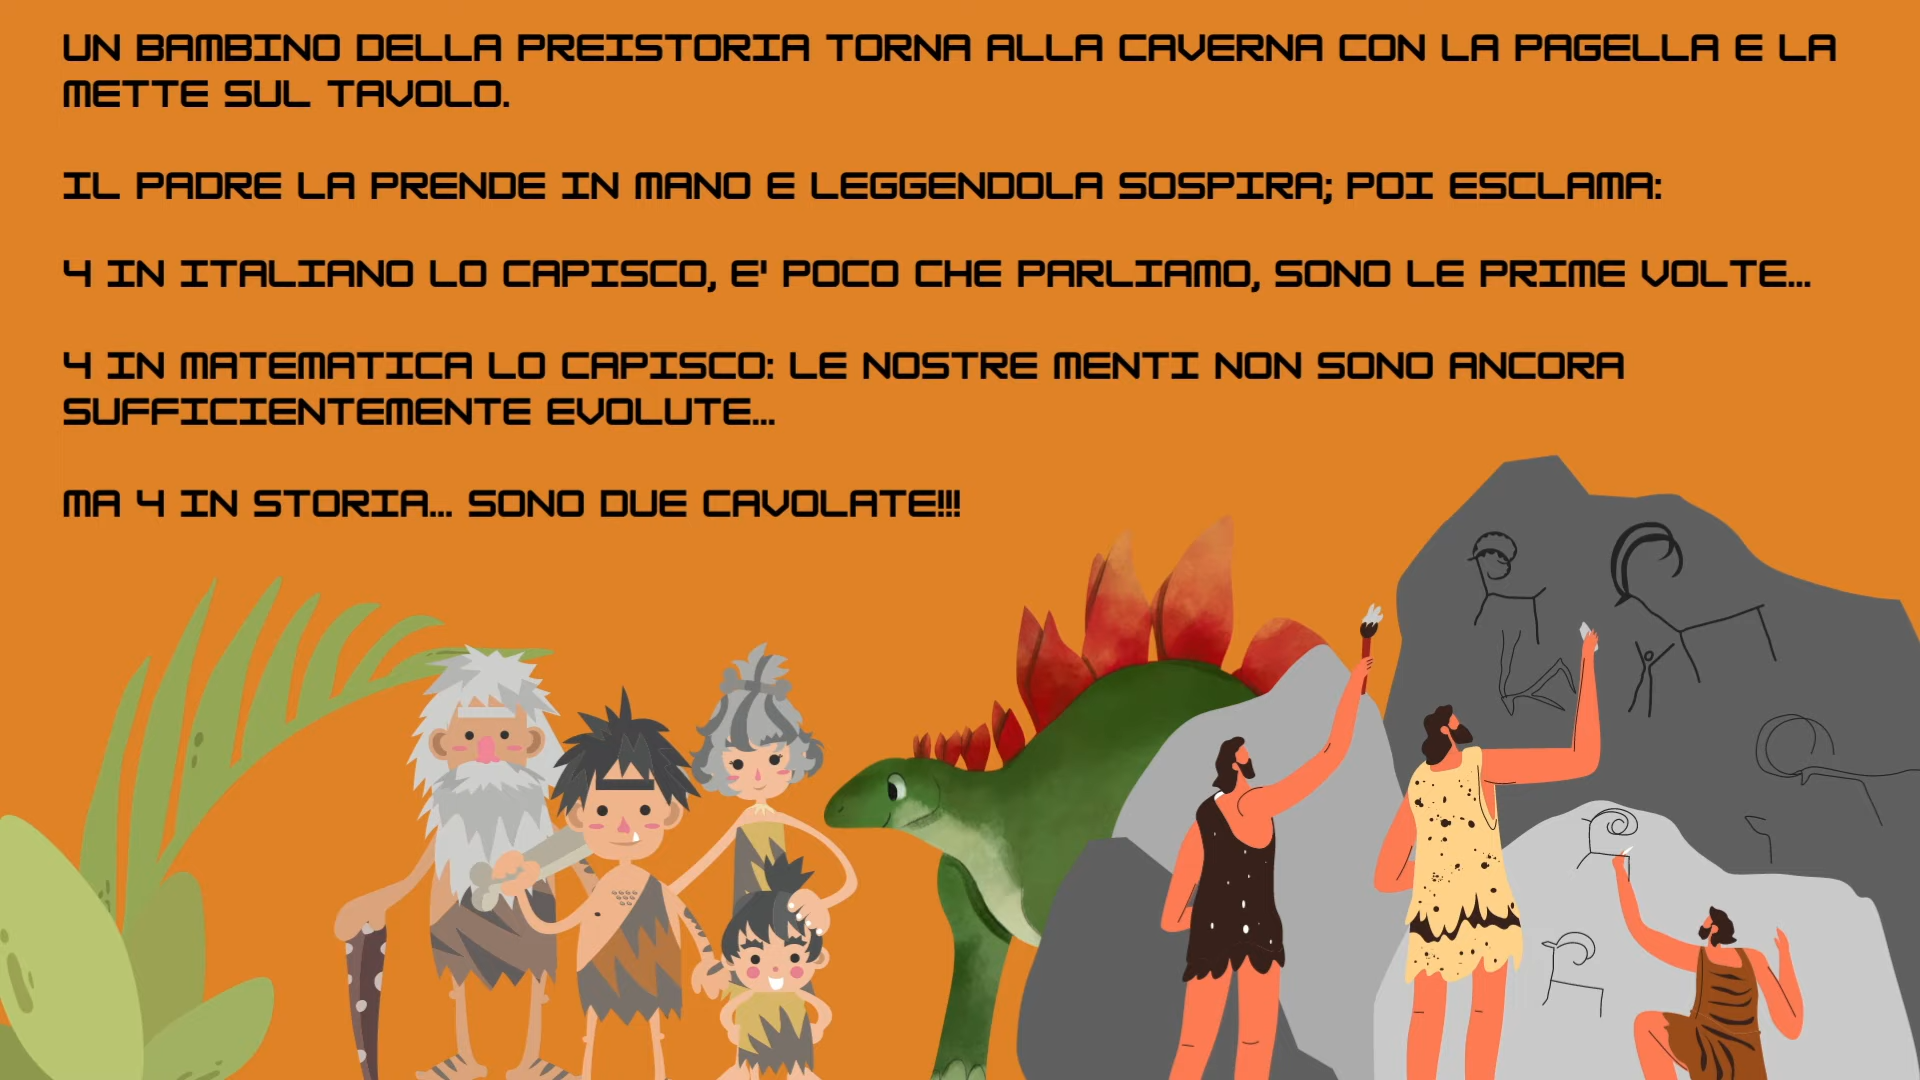 UN BAMBINO DELLA PREISTORIA TORNA ALLA CAVERNA CON LA PAGELLA E LA
METTE SUL TAVOLO.
IL PADRE LA PRENDE IN MANO E LEGGENDOLA SOSPIRA; POI ESCLAMA:
4 IN ITALIANO LO CAPISCO, E' POCO CHE PARLIAMO, SONO LE PRIME VOLTE...
4 IN MATEMATICA LO CAPISCO: LE NOSTRE MENTI NON SONO ANCORA
SUFFICIENTEMENTE EVOLUTE...
MA 4 IN STORIA... SONO DUE CAVOLATE!!!